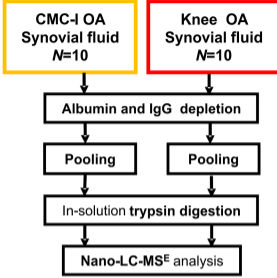 CMC-I OA
Synovial fluid
N=10
Knee OA
Synovial fluid
N=10
Albumin and IgG depletion
Pooling
Pooling
In-solution trypsin digestion
Nano-LC-MSᴱ analysis